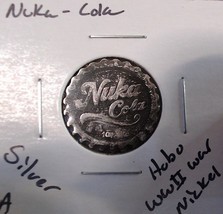 Nuka - Cola
Nuka
Cola
Silver
A
Hobo
WWII war
Nickel